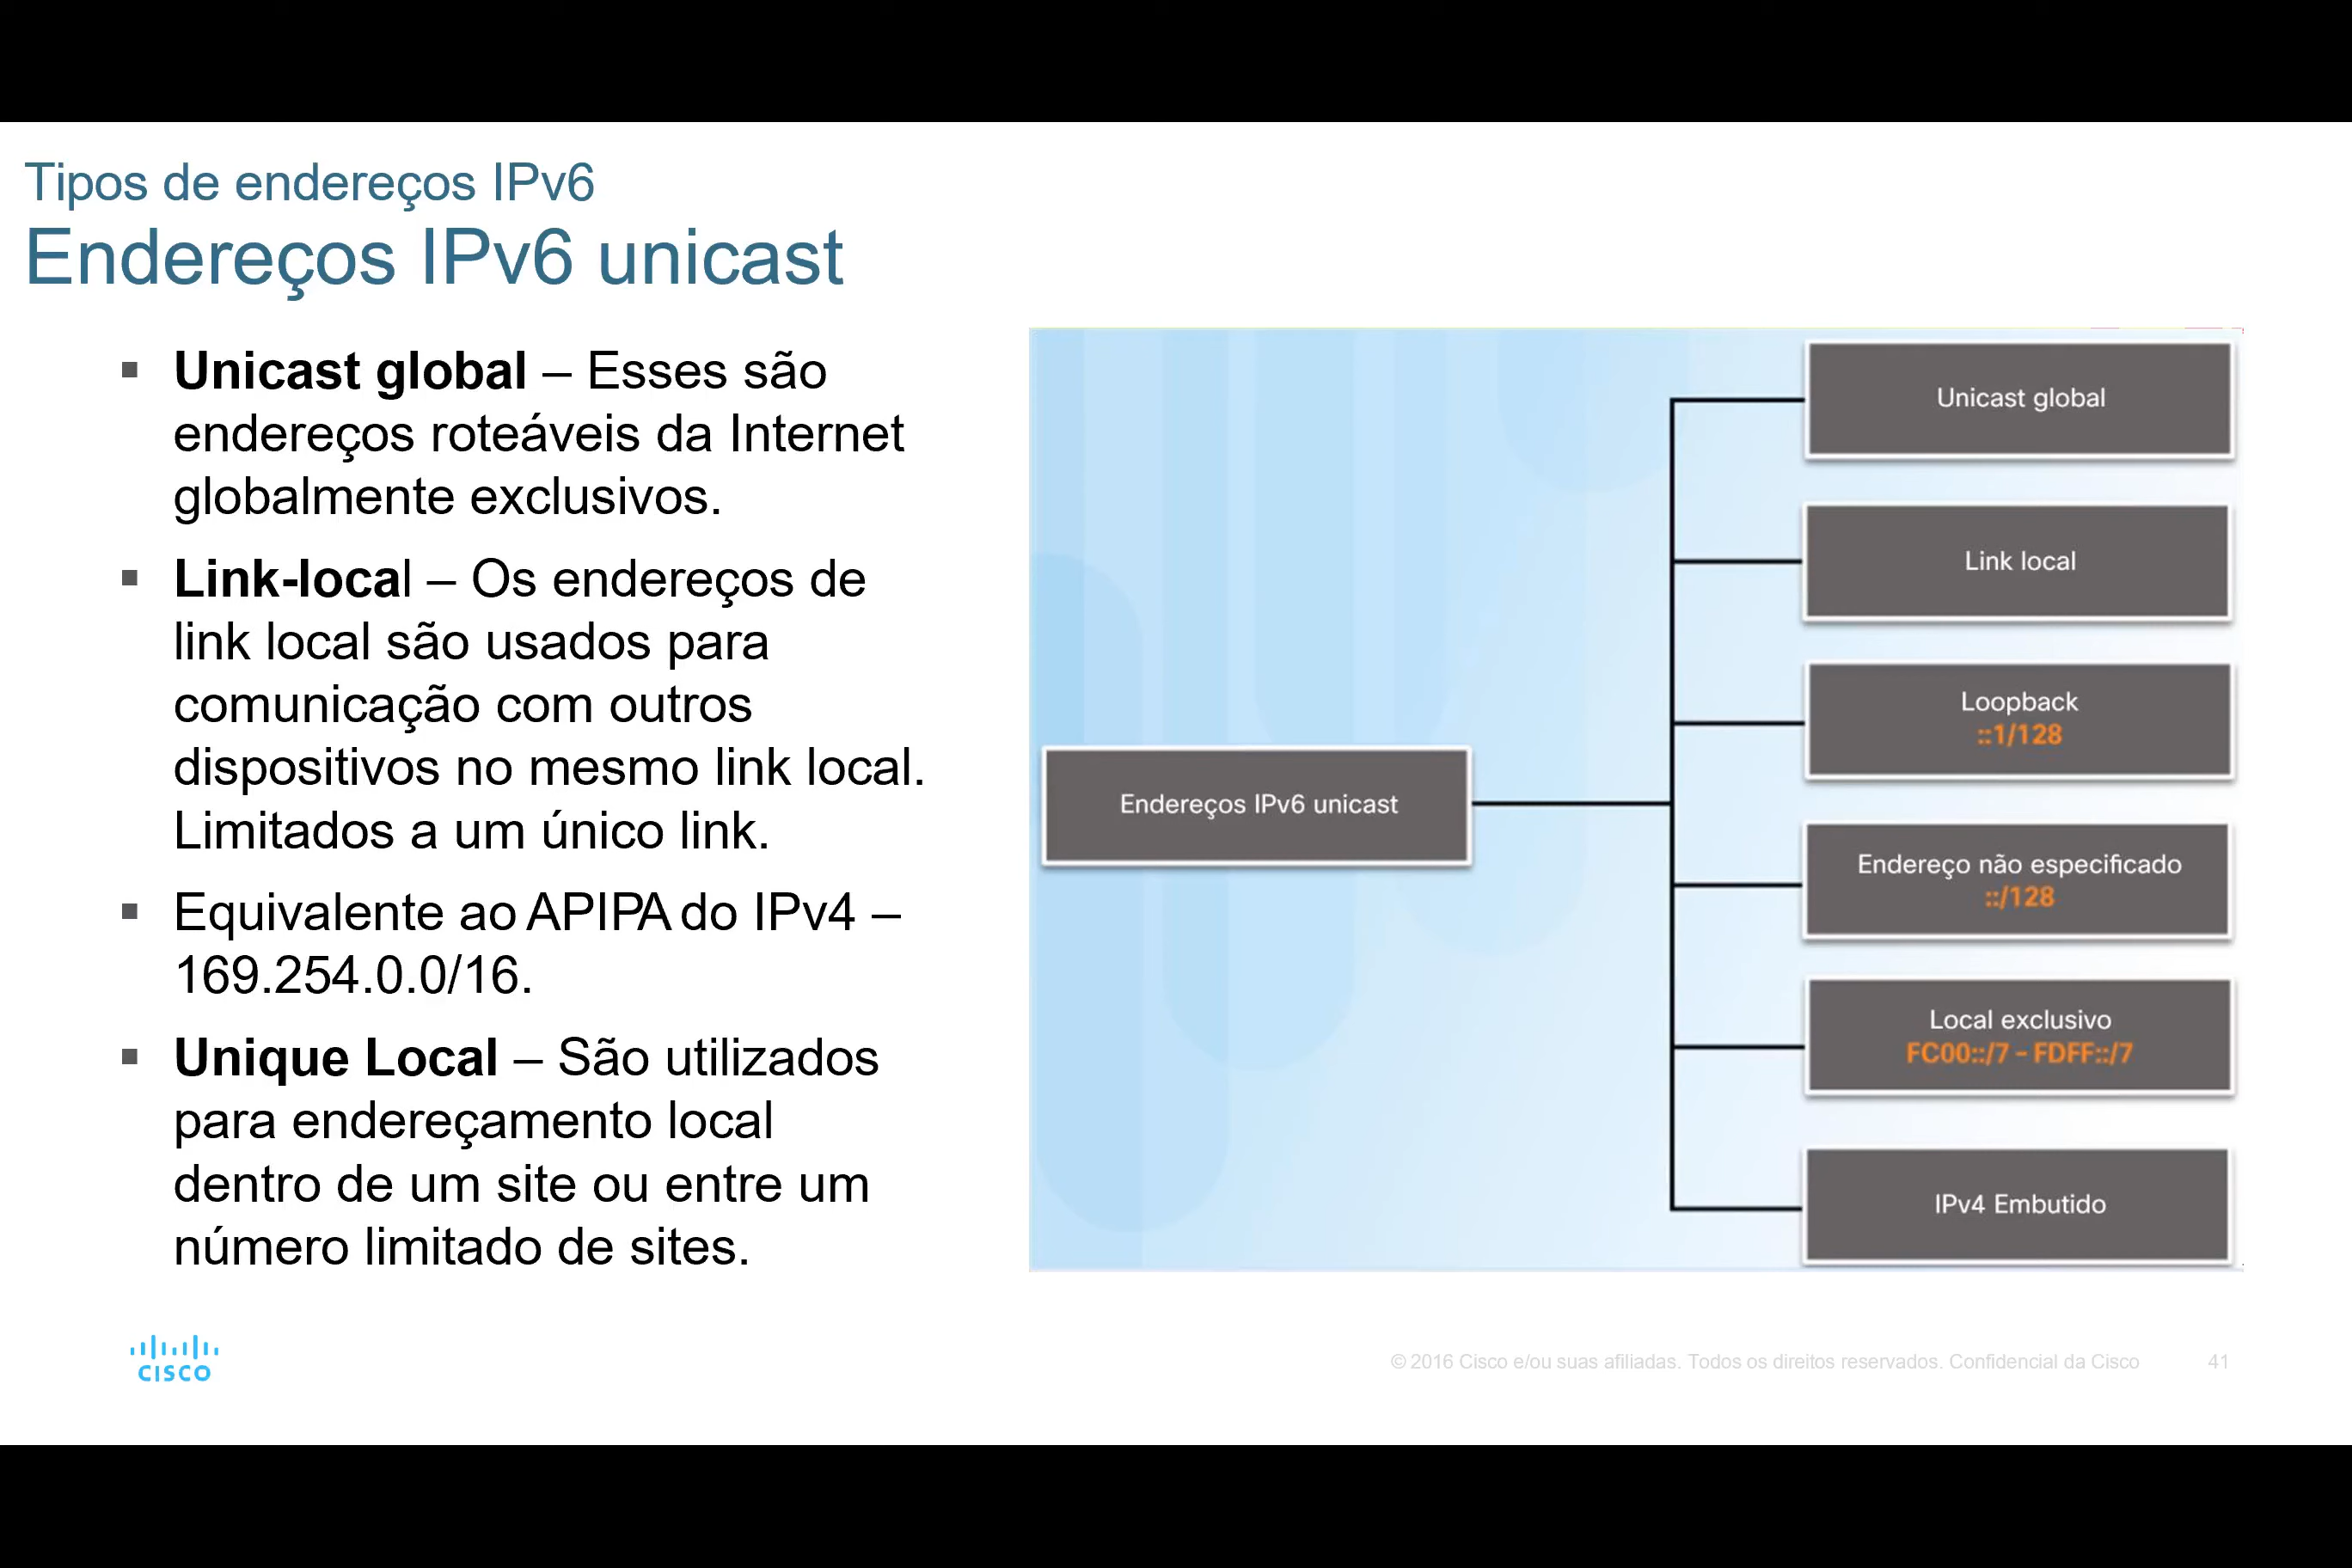 Tipos de endereços IPv6
Endereços IPv6 unicast
▪ Unicast global – Esses são
endereços roteáveis da Internet
globalmente exclusivos.
▪ Link-local – Os endereços de
link local são usados para
comunicação com outros
dispositivos no mesmo link local.
Limitados a um único link.
▪ Equivalente ao APIPA do IPv4 –
169.254.0.0/16.
▪ Unique Local – São utilizados
para endereçamento local
dentro de um site ou entre um
número limitado de sites.
Endereços IPv6 unicast
Unicast global
Link local
Loopback
::1/128
Endereço não especificado
::/128
Local exclusivo
FC00::/7 – FDFF::/7
IPv4 Embutido
CISCO
© 2016 Cisco e/ou suas afiliadas. Todos os direitos reservados. Confidencial da Cisco 41